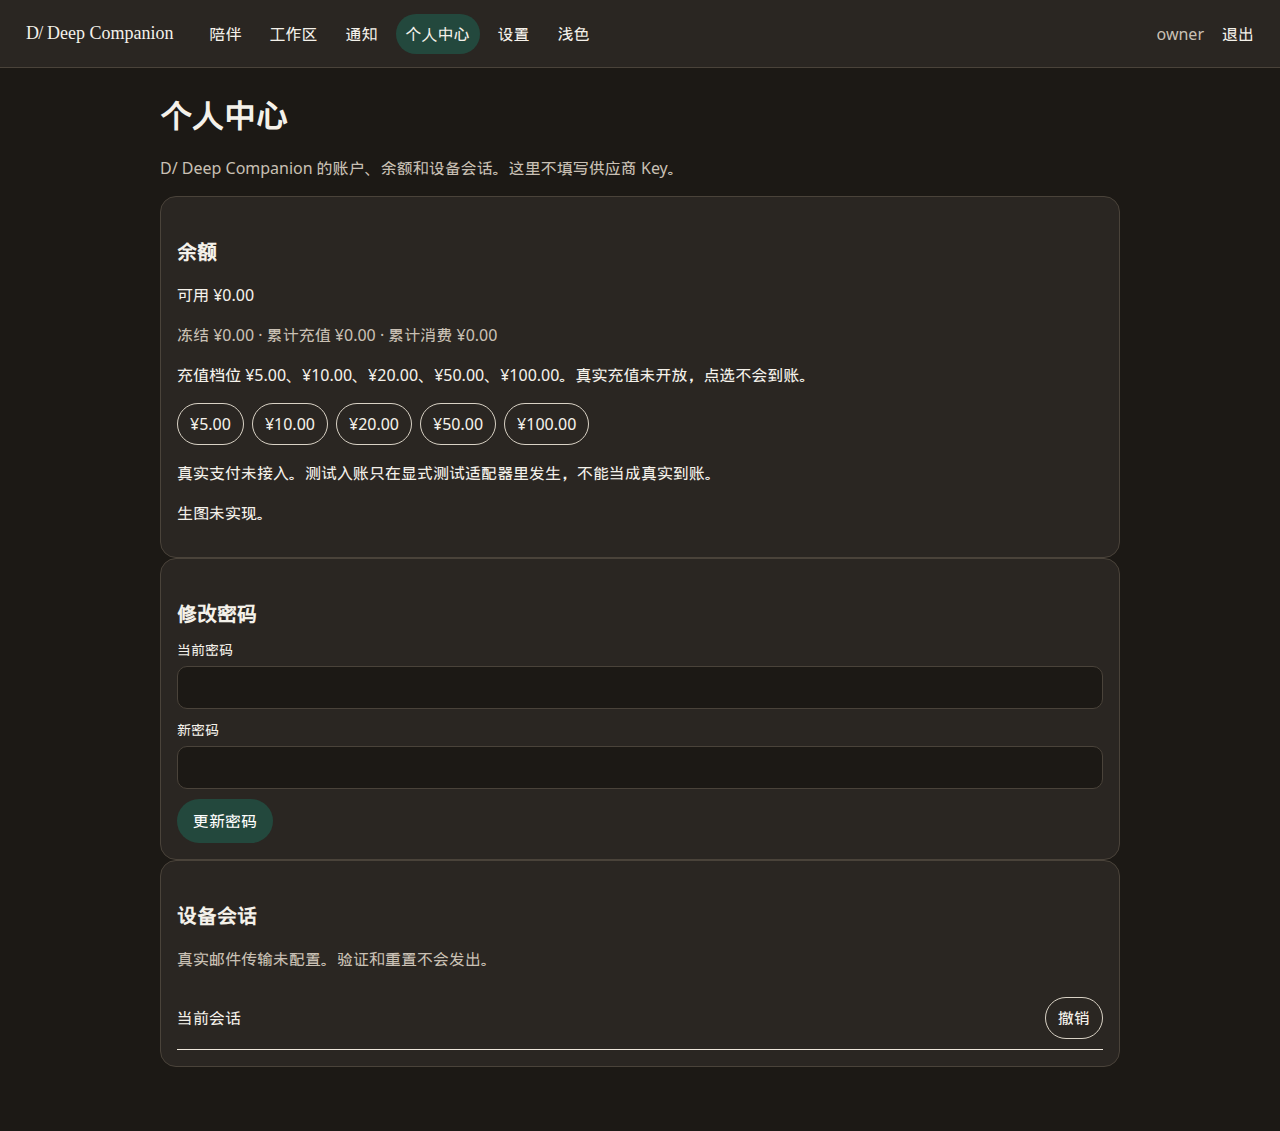 D/ Deep Companion 陪伴 工作区 通知 个人中心 设置 浅色 owner 退出
个人中心
D/ Deep Companion 的账户、余额和设备会话。这里不填写供应商 Key。
余额
可用 ¥0.00
冻结 ¥0.00 · 累计充值 ¥0.00 · 累计消费 ¥0.00
充值档位 ¥5.00、¥10.00、¥20.00、¥50.00、¥100.00。真实充值未开放，点选不会到账。
¥5.00 ¥10.00 ¥20.00 ¥50.00 ¥100.00
真实支付未接入。测试入账只在显式测试适配器里发生，不能当成真实到账。
生图未实现。
修改密码
当前密码
新密码
更新密码
设备会话
真实邮件传输未配置。验证和重置不会发出。
当前会话 撤销